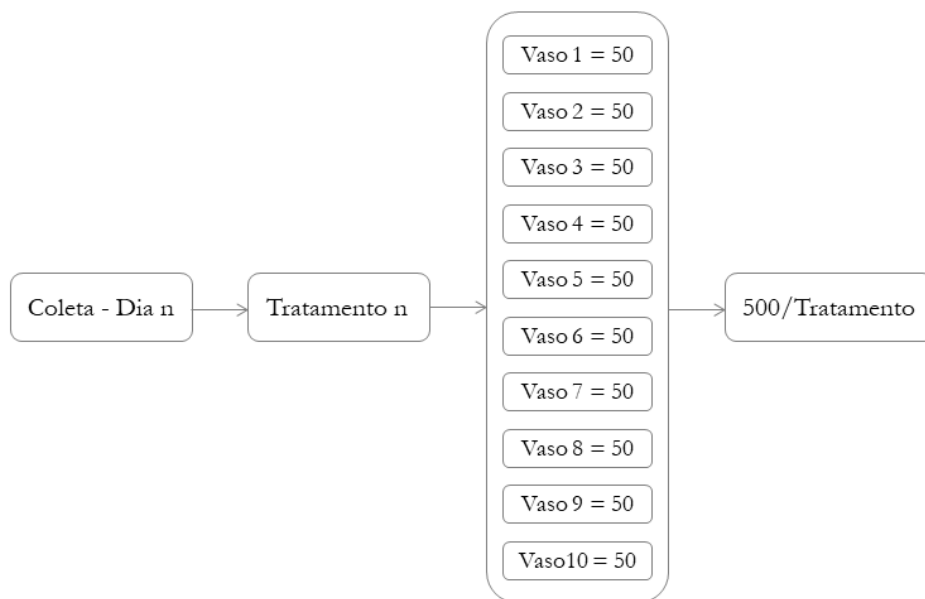 Vaso 1 = 50
Vaso 2 = 50
Vaso 3 = 50
Vaso 4 = 50
Vaso 5 = 50
Coleta - Dia n
Tratamento n
500/Tratamento
Vaso 6 = 50
Vaso 7 = 50
Vaso 8 = 50
Vaso 9 = 50
Vaso10 = 50